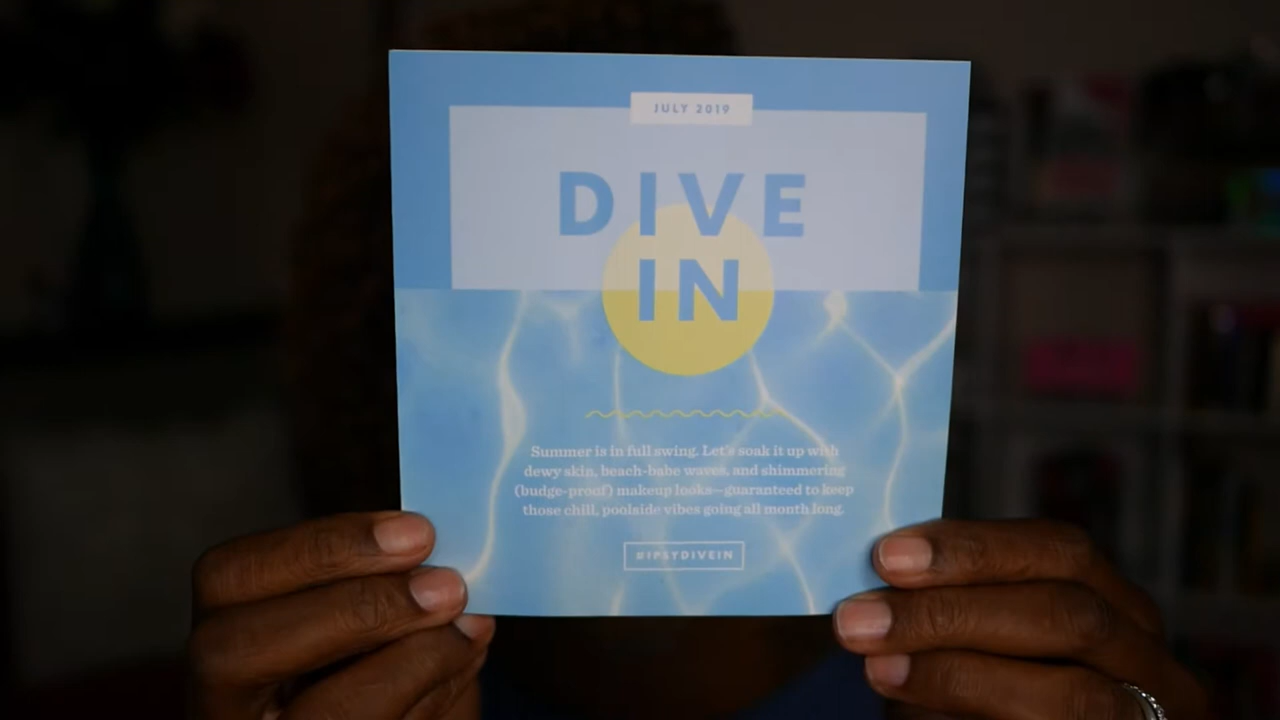 JULY 2019
DIVE
IN
Summer is in full swing. Let's soak it up with
dewy skin, beach-babe waves, and shimmering
(budge-proof) makeup looks—guaranteed to keep
those chill, poolside vibes going all month long.
#IPSYDIVEIN